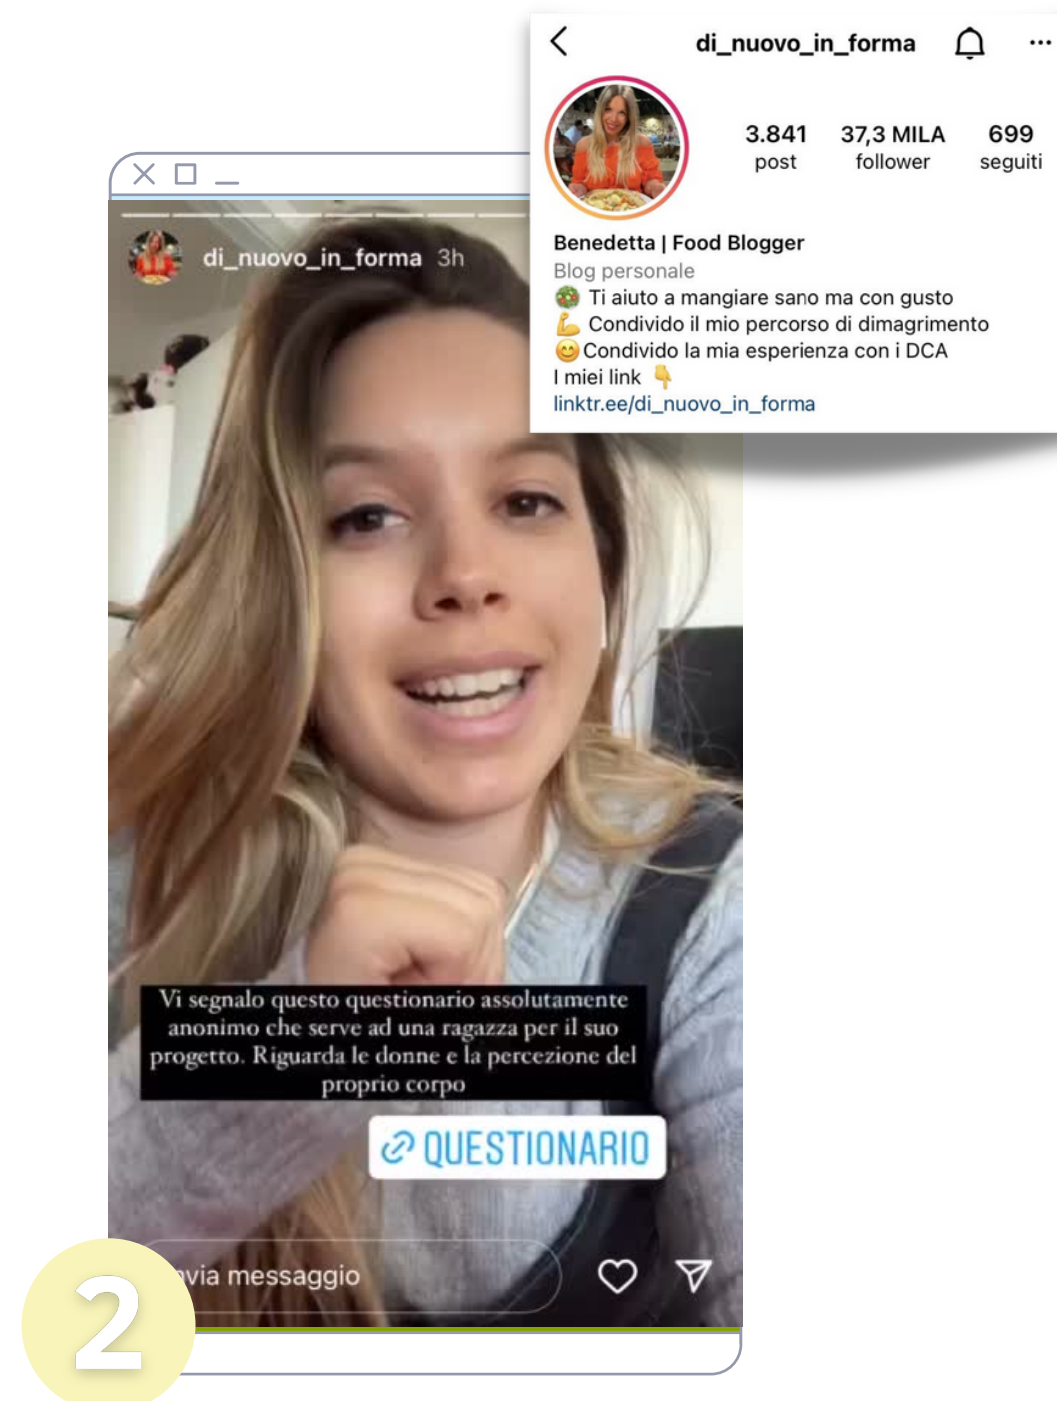 di_nuovo_in_forma
3.841 37,3 MILA 699
post follower seguiti
Benedetta | Food Blogger
Blog personale
Ti aiuto a mangiare sano ma con gusto
Condivido il mio percorso di dimagrimento
Condivido la mia esperienza con i DCA
I miei link
linktr.ee/di_nuovo_in_forma
di_nuovo_in_forma 3h
Vi segnalo questo questionario assolutamente
anonimo che serve ad una ragazza per il suo
progetto. Riguarda le donne e la percezione del
proprio corpo
QUESTIONARIO
via messaggio
2